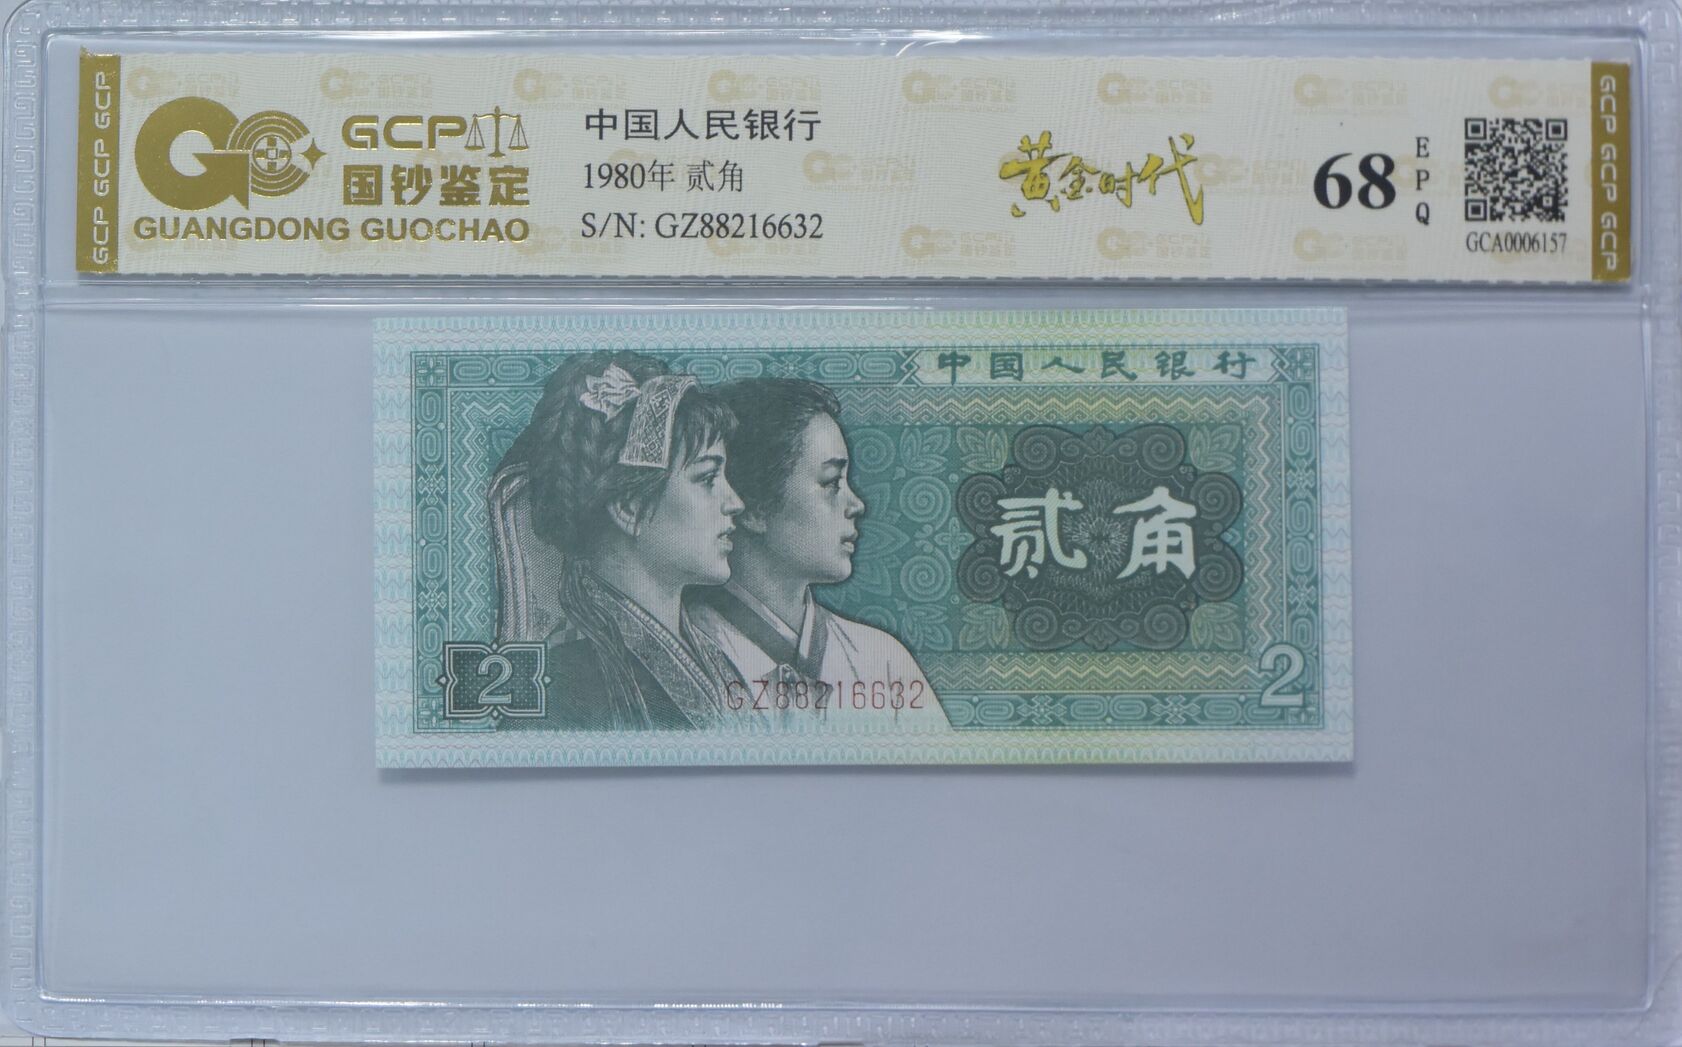 GCP GCP GCP
GCP
国钞鉴定
GUANGDONG GUOCHAO
中国人民银行
1980年 贰角
S/N: GZ88216632
黄金时代
68
EPQ
GCA0006157
GCP GCP GCP
中国人民银行
贰角
2
GZ88216632
2